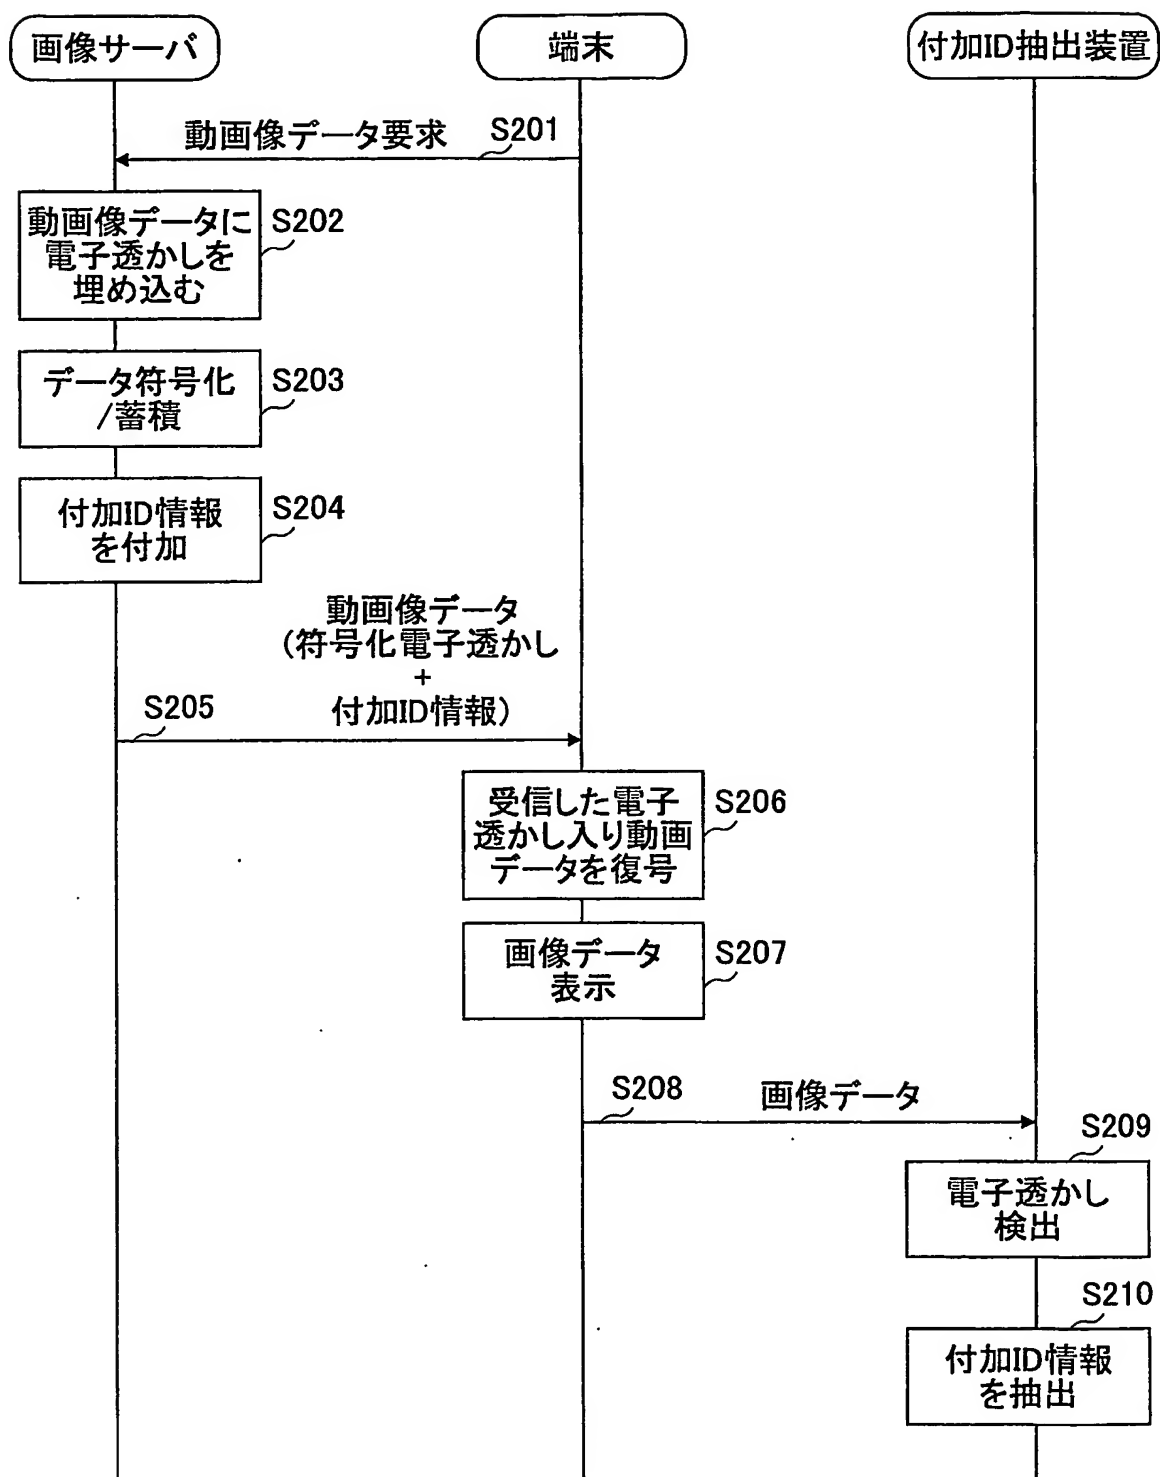 画像サーバ
端末
付加ID抽出装置
動画像データ要求
S201
動画像データに
電子透かしを
埋め込む
S202
データ符号化
/蓄積
S203
付加ID情報
を付加
S204
動画像データ
(符号化電子透かし
+
付加ID情報)
S205
受信した電子
透かし入り動画
データを復号
S206
画像データ
表示
S207
S208
画像データ
S209
電子透かし
検出
S210
付加ID情報
を抽出